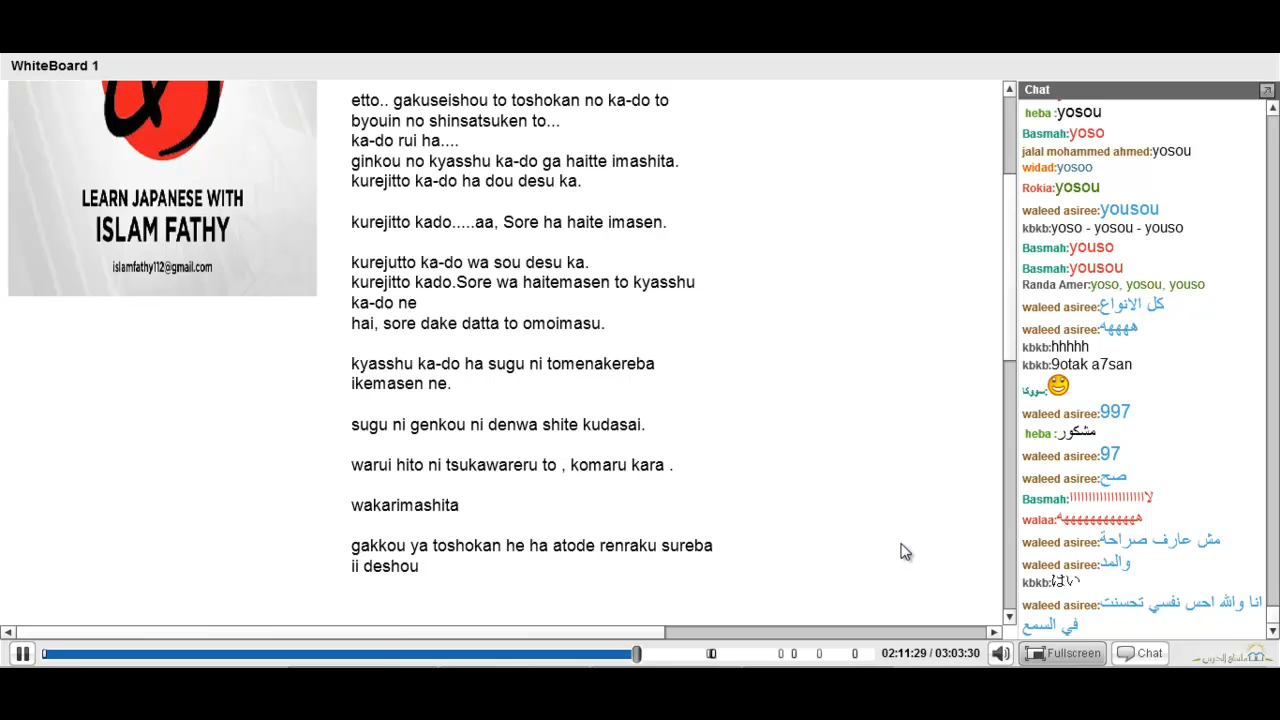 WhiteBoard 1
LEARN JAPANESE WITH
ISLAM FATHY
islamfathy112@gmail.com
etto.. gakuseishou to toshokan no ka-do to
byouin no shinsatsuken to...
ka-do rui ha....
ginkou no kyasshu ka-do ga haitte imashita.
kurejitto ka-do ha dou desu ka.
kurejitto kado.....aa, Sore ha haite imasen.
kurejutto ka-do wa sou desu ka.
kurejitto kado.Sore wa haitemasen to kyasshu
ka-do ne
hai, sore dake datta to omoimasu.
kyasshu ka-do ha sugu ni tomenakereba
ikemasen ne.
sugu ni genkou ni denwa shite kudasai.
warui hito ni tsukawareru to , komaru kara .
wakarimashita
gakkou ya toshokan he ha atode renraku sureba
ii deshou
Chat
heba :yosou
Basmah:yoso
jalal mohammed ahmed:yosou
widad:yosoo
Rokia:yosou
waleed asiree:yousou
kbkb:yoso - yosou - youso
Basmah:youso
Basmah:yousou
Randa Amer:yoso, yosou, youso
waleed asiree:كل الانواع
waleed asiree:هههه
kbkb:hhhhh
kbkb:9otak a7san
سووكا:
waleed asiree:997
heba :مشكور
waleed asiree:97
waleed asiree:صح
Basmah:لااااااااااااااااااااا
walaa:هههههههههههه
waleed asiree:مش عارف صراحة
waleed asiree:والمد
kbkb:はい
waleed asiree:انا والله احس نفسي تحسنت
في السمع
02:11:29 / 03:03:30
Fullscreen
Chat